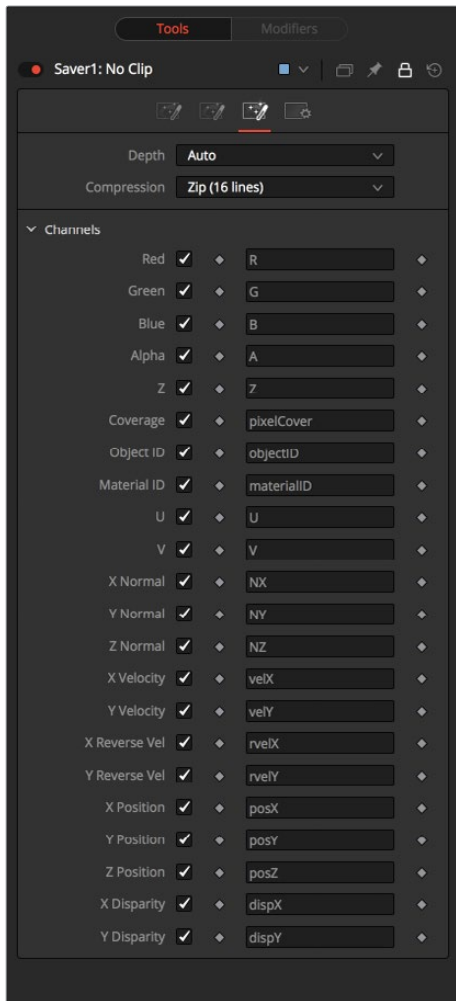 Tools Modifiers
Saver1: No Clip
Depth Auto
Compression Zip (16 lines)
Channels
Red R
Green G
Blue B
Alpha A
Z Z
Coverage pixelCover
Object ID objectID
Material ID materialID
U U
V V
X Normal NX
Y Normal NY
Z Normal NZ
X Velocity velX
Y Velocity velY
X Reverse Vel rvelX
Y Reverse Vel rvelY
X Position posX
Y Position posY
Z Position posZ
X Disparity dispX
Y Disparity dispY